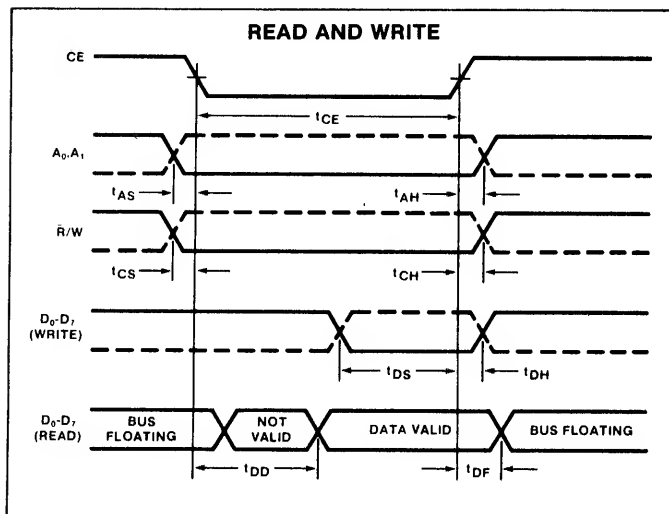 READ AND WRITE
CE
tCE
A₀,A₁
tAS
tAH
R̄/W
tCS
tCH
D₀-D₇
(WRITE)
tDS
tDH
D₀-D₇
(READ)
BUS
FLOATING
NOT
VALID
DATA VALID
BUS FLOATING
tDD
tDF